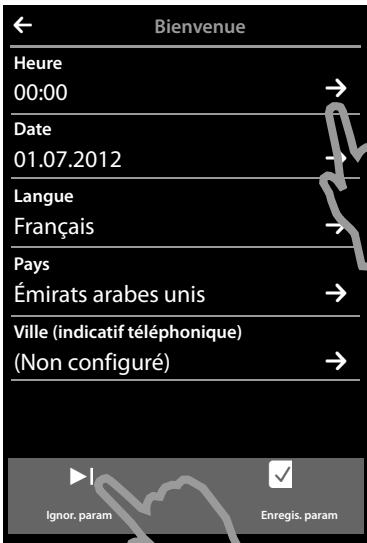 Bienvenue
Heure
00:00
Date
01.07.2012
Langue
Français
Pays
Émirats arabes unis
Ville (indicatif téléphonique)
(Non configuré)
Ignor. param
Enregis. param